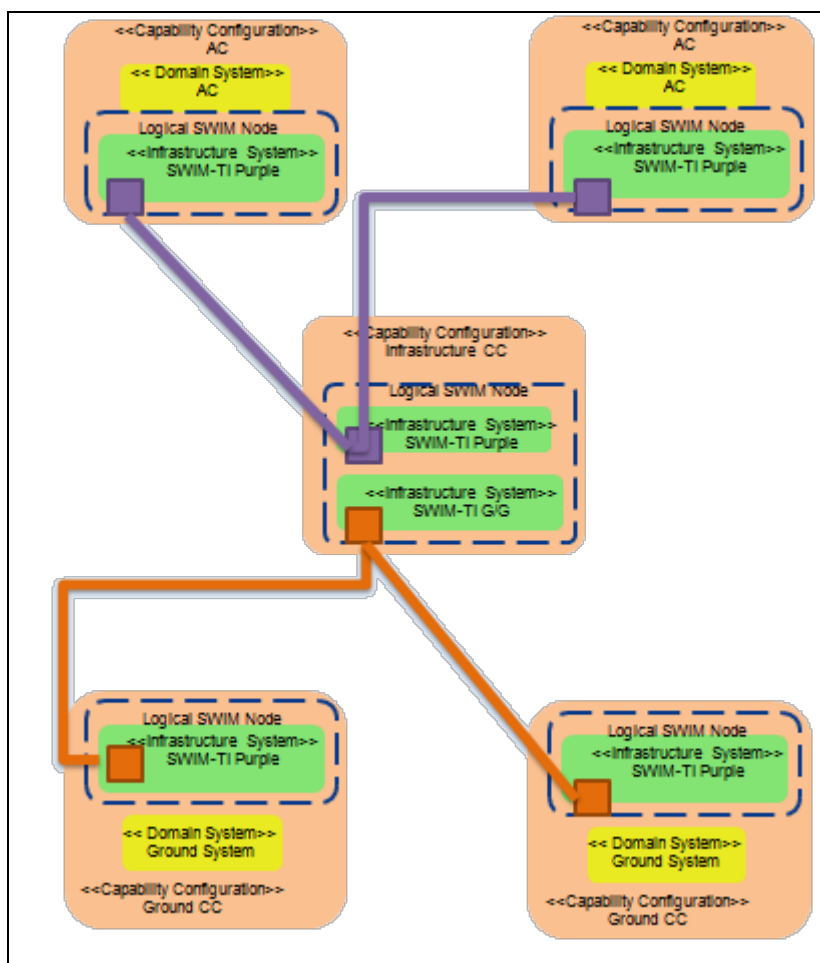 <<Capability Configuration>>
AC
<< Domain System>>
AC
Logical SWIM Node
<<Infrastructure System>>
SWIM-TI Purple
<<Capability Configuration>>
AC
<< Domain System>>
AC
Logical SWIM Node
<<Infrastructure System>>
SWIM-TI Purple
<<Capability Configuration>>
Infrastructure CC
Logical SWIM Node
<<Infrastructure System>>
SWIM-TI Purple
<<Infrastructure System>>
SWIM-TI G/G
Logical SWIM Node
<<Infrastructure System>>
SWIM-TI Purple
<< Domain System>>
Ground System
<<Capability Configuration>>
Ground CC
Logical SWIM Node
<<Infrastructure System>>
SWIM-TI Purple
<< Domain System>>
Ground System
<<Capability Configuration>>
Ground CC